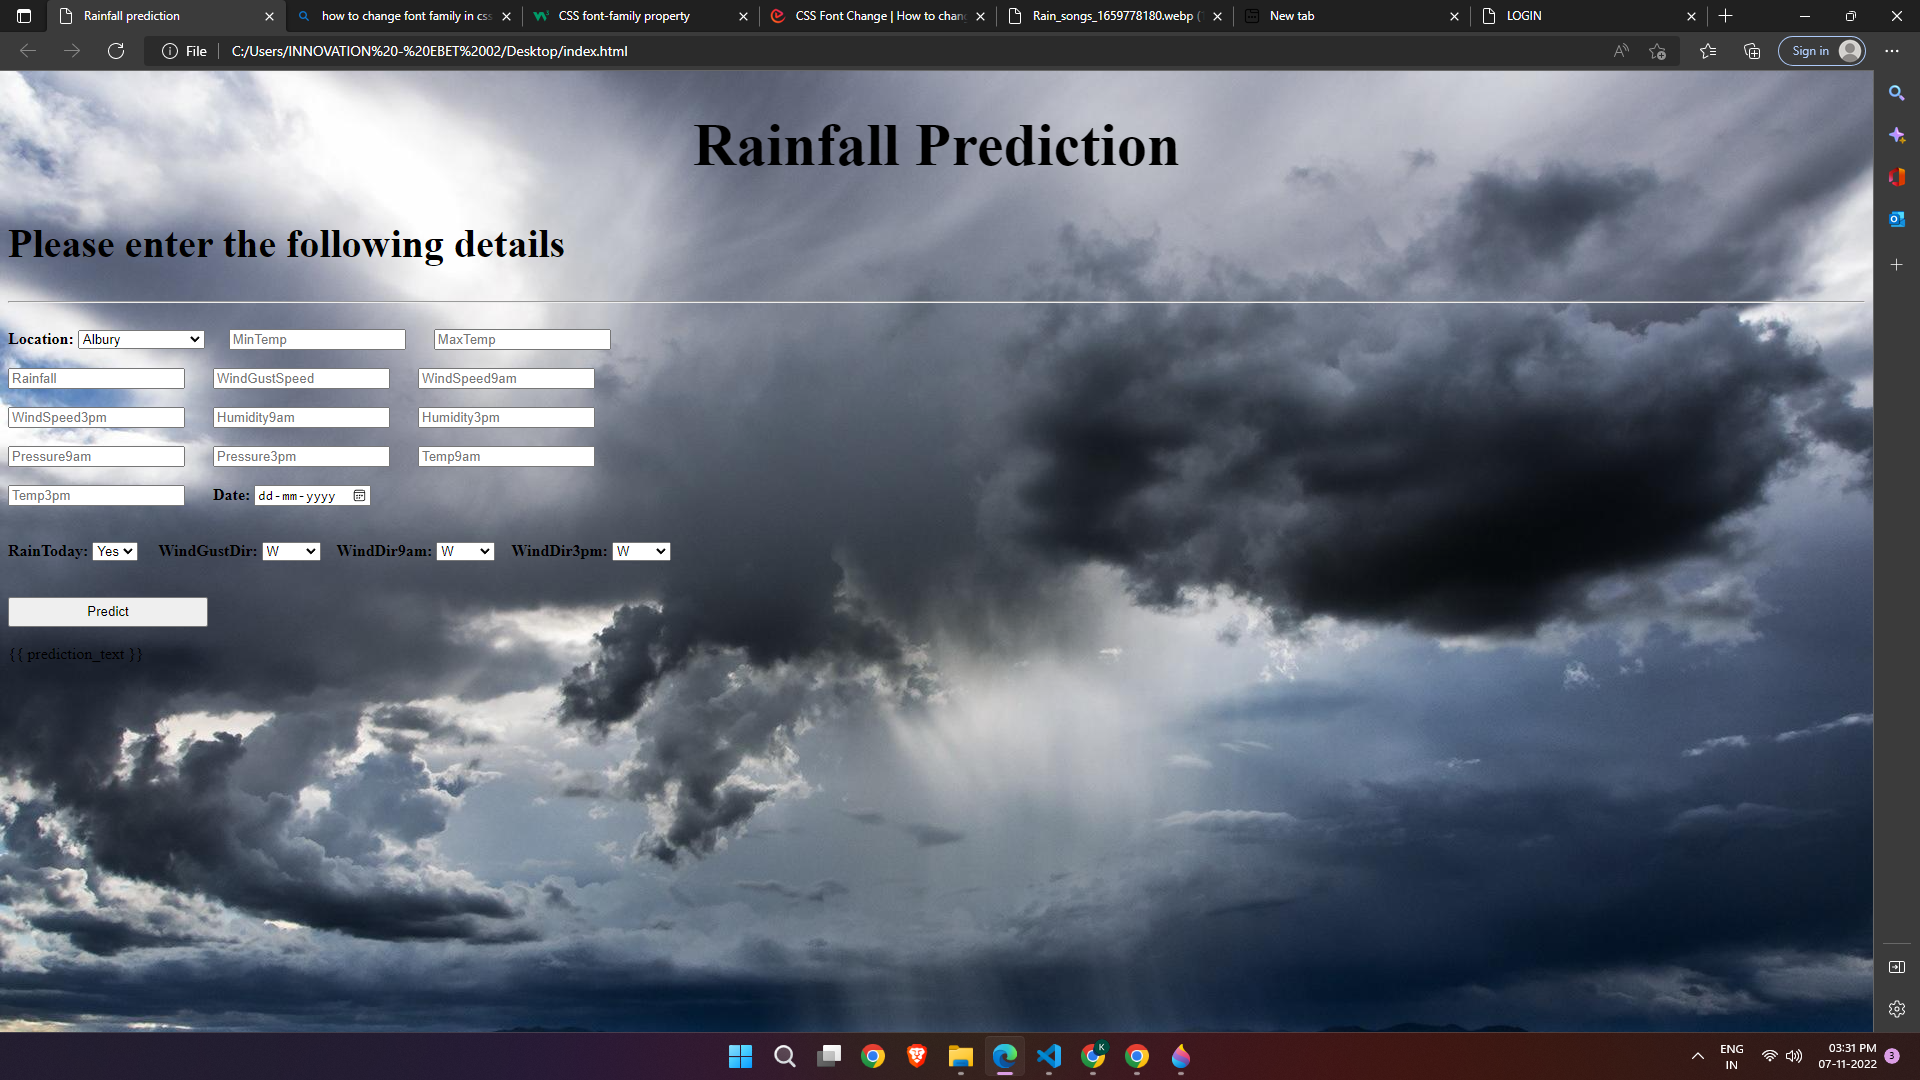 Rainfall prediction
how to change font family in css
CSS font-family property
CSS Font Change | How to chang
Rain_songs_1659778180.webp (
New tab
LOGIN
File
C:/Users/INNOVATION%20-%20EBET%2002/Desktop/index.html
Sign in
Rainfall Prediction
Please enter the following details
Location: Albury MinTemp MaxTemp
Rainfall WindGustSpeed WindSpeed9am
WindSpeed3pm Humidity9am Humidity3pm
Pressure9am Pressure3pm Temp9am
Temp3pm Date: dd-mm-yyyy
RainToday: Yes WindGustDir: W WindDir9am: W WindDir3pm: W
Predict
{{ prediction_text }}
K
ENG
IN
03:31 PM
07-11-2022
3